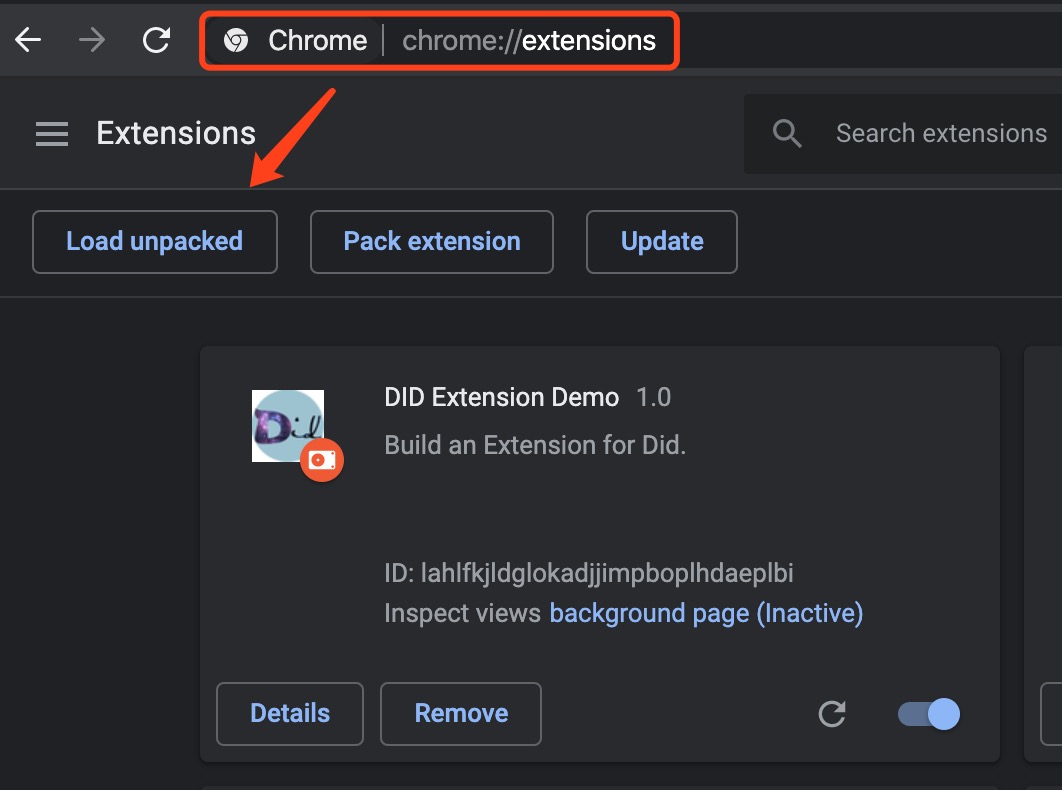 Chrome chrome://extensions
Extensions
Search extensions
Load unpacked
Pack extension
Update
Did
DID Extension Demo 1.0
Build an Extension for Did.
ID: lahlfkjldglokadjjimpboplhdaeplbi
Inspect views background page (Inactive)
Details
Remove